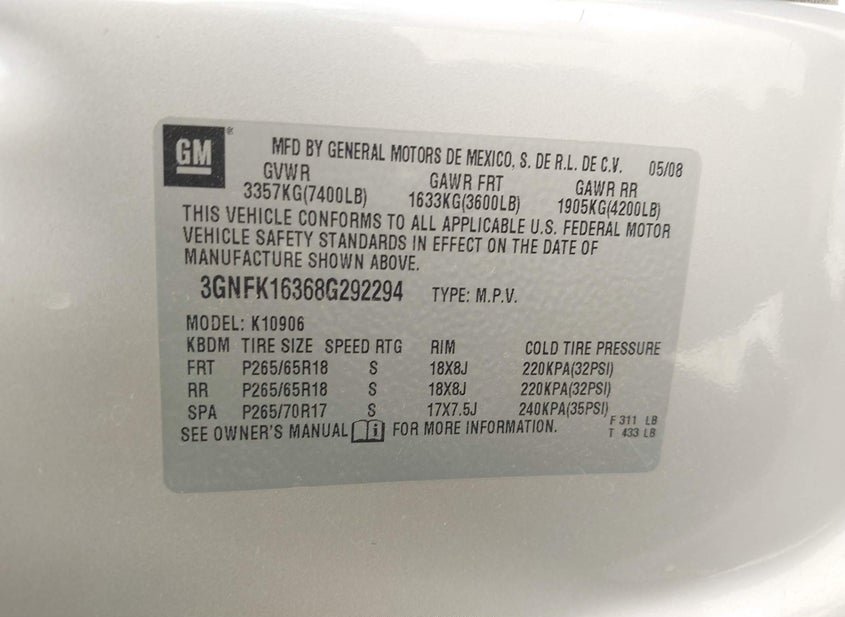 GM® MFD BY GENERAL MOTORS DE MEXICO, S. DE R.L. DE C.V. 05/08
GVWR GAWR FRT GAWR RR
3357KG(7400LB) 1633KG(3600LB) 1905KG(4200LB)
THIS VEHICLE CONFORMS TO ALL APPLICABLE U.S. FEDERAL MOTOR
VEHICLE SAFETY STANDARDS IN EFFECT ON THE DATE OF
MANUFACTURE SHOWN ABOVE.
3GNFK16368G292294 TYPE: M.P.V.
MODEL: K10906
KBDM TIRE SIZE SPEED RTG RIM COLD TIRE PRESSURE
FRT P265/65R18 S 18X8J 220KPA(32PSI)
RR P265/65R18 S 18X8J 220KPA(32PSI)
SPA P265/70R17 S 17X7.5J 240KPA(35PSI)
F 311 LB
SEE OWNER'S MANUAL i FOR MORE INFORMATION. T 433 LB